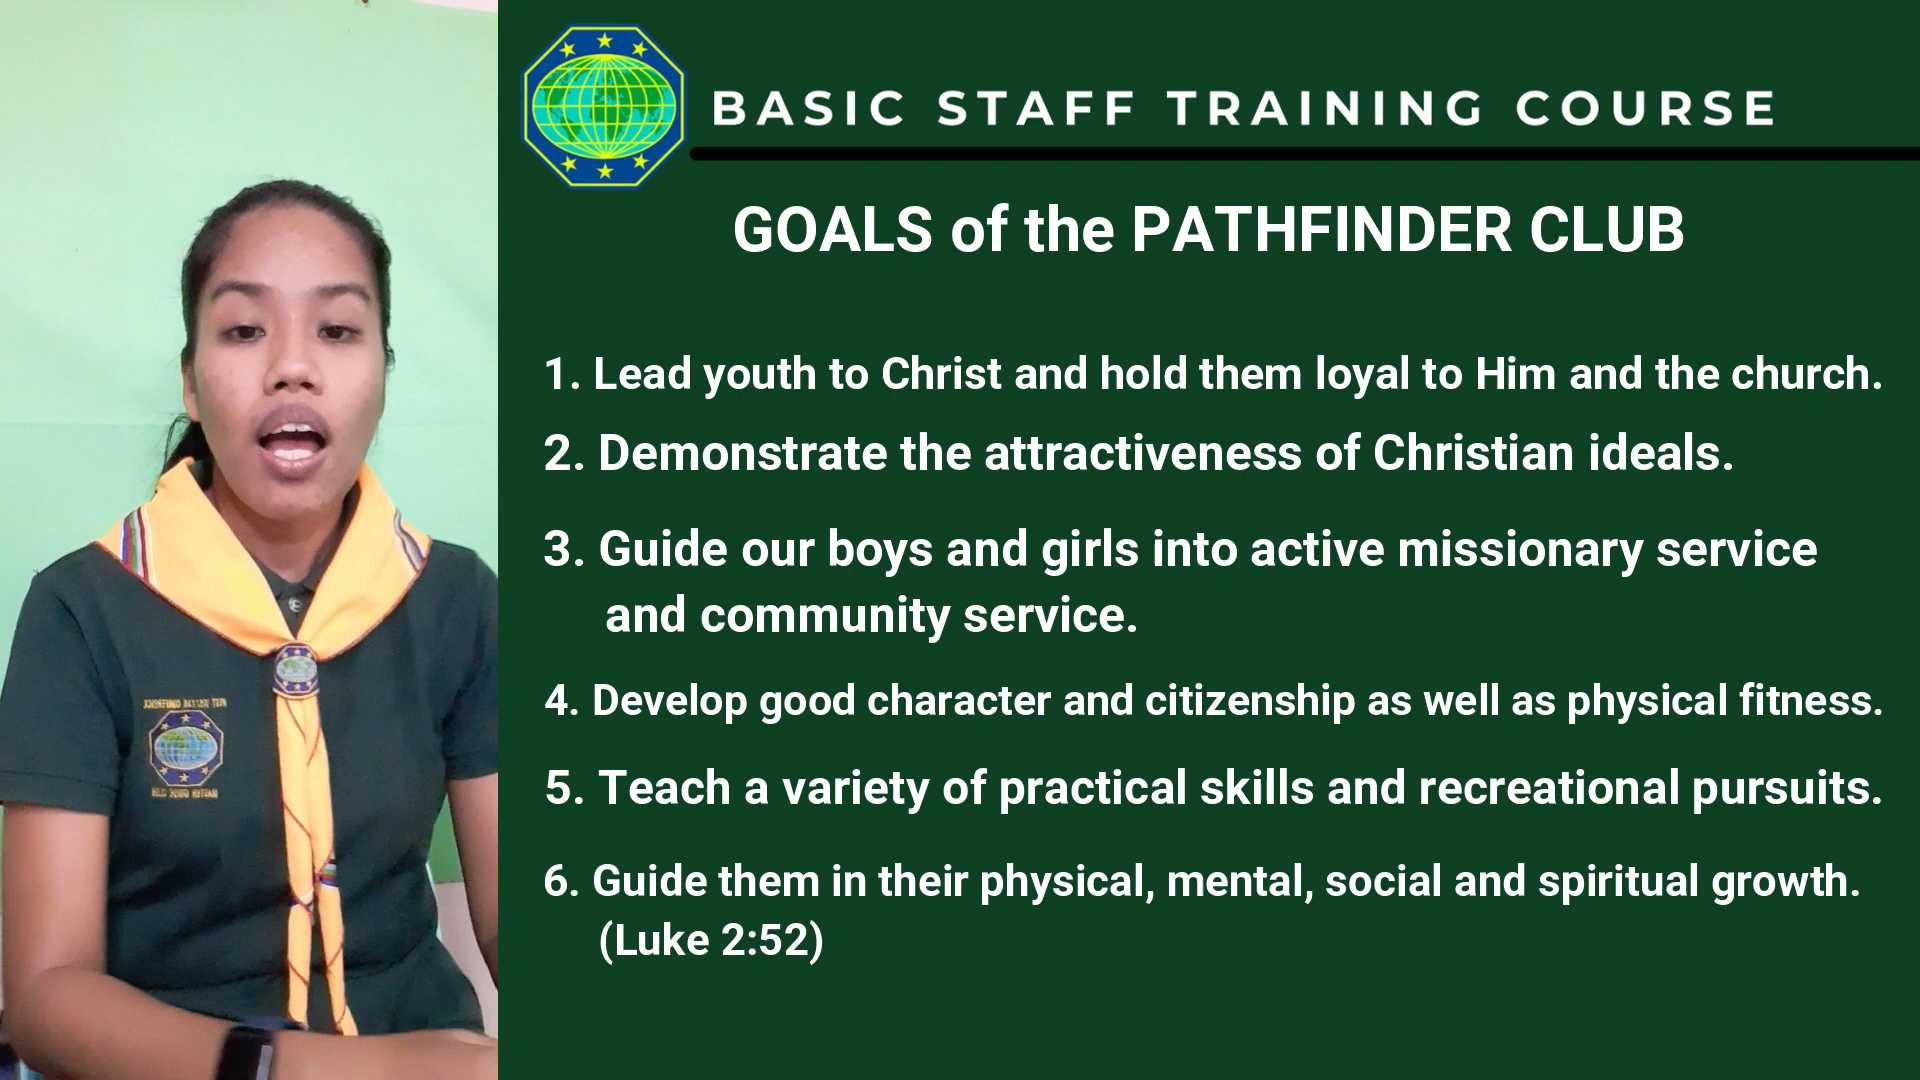 BASIC STAFF TRAINING COURSE
GOALS of the PATHFINDER CLUB
1. Lead youth to Christ and hold them loyal to Him and the church.
2. Demonstrate the attractiveness of Christian ideals.
3. Guide our boys and girls into active missionary service
and community service.
4. Develop good character and citizenship as well as physical fitness.
5. Teach a variety of practical skills and recreational pursuits.
6. Guide them in their physical, mental, social and spiritual growth.
(Luke 2:52)
MASTER GUIDE CLUB